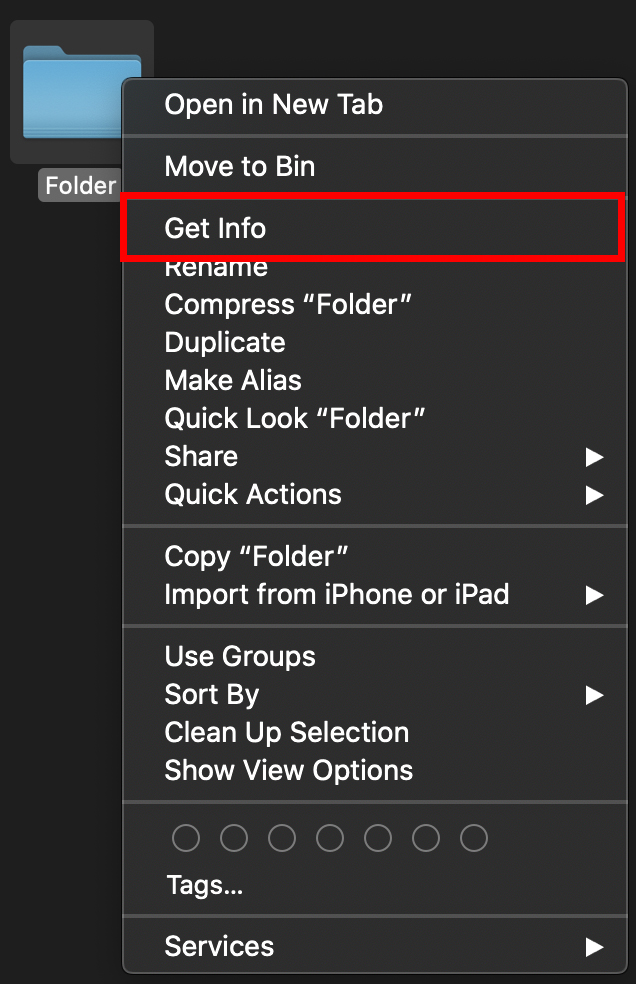 Folder
Open in New Tab
Move to Bin
Get Info
Rename
Compress “Folder”
Duplicate
Make Alias
Quick Look “Folder”
Share
Quick Actions
Copy “Folder”
Import from iPhone or iPad
Use Groups
Sort By
Clean Up Selection
Show View Options
Tags...
Services